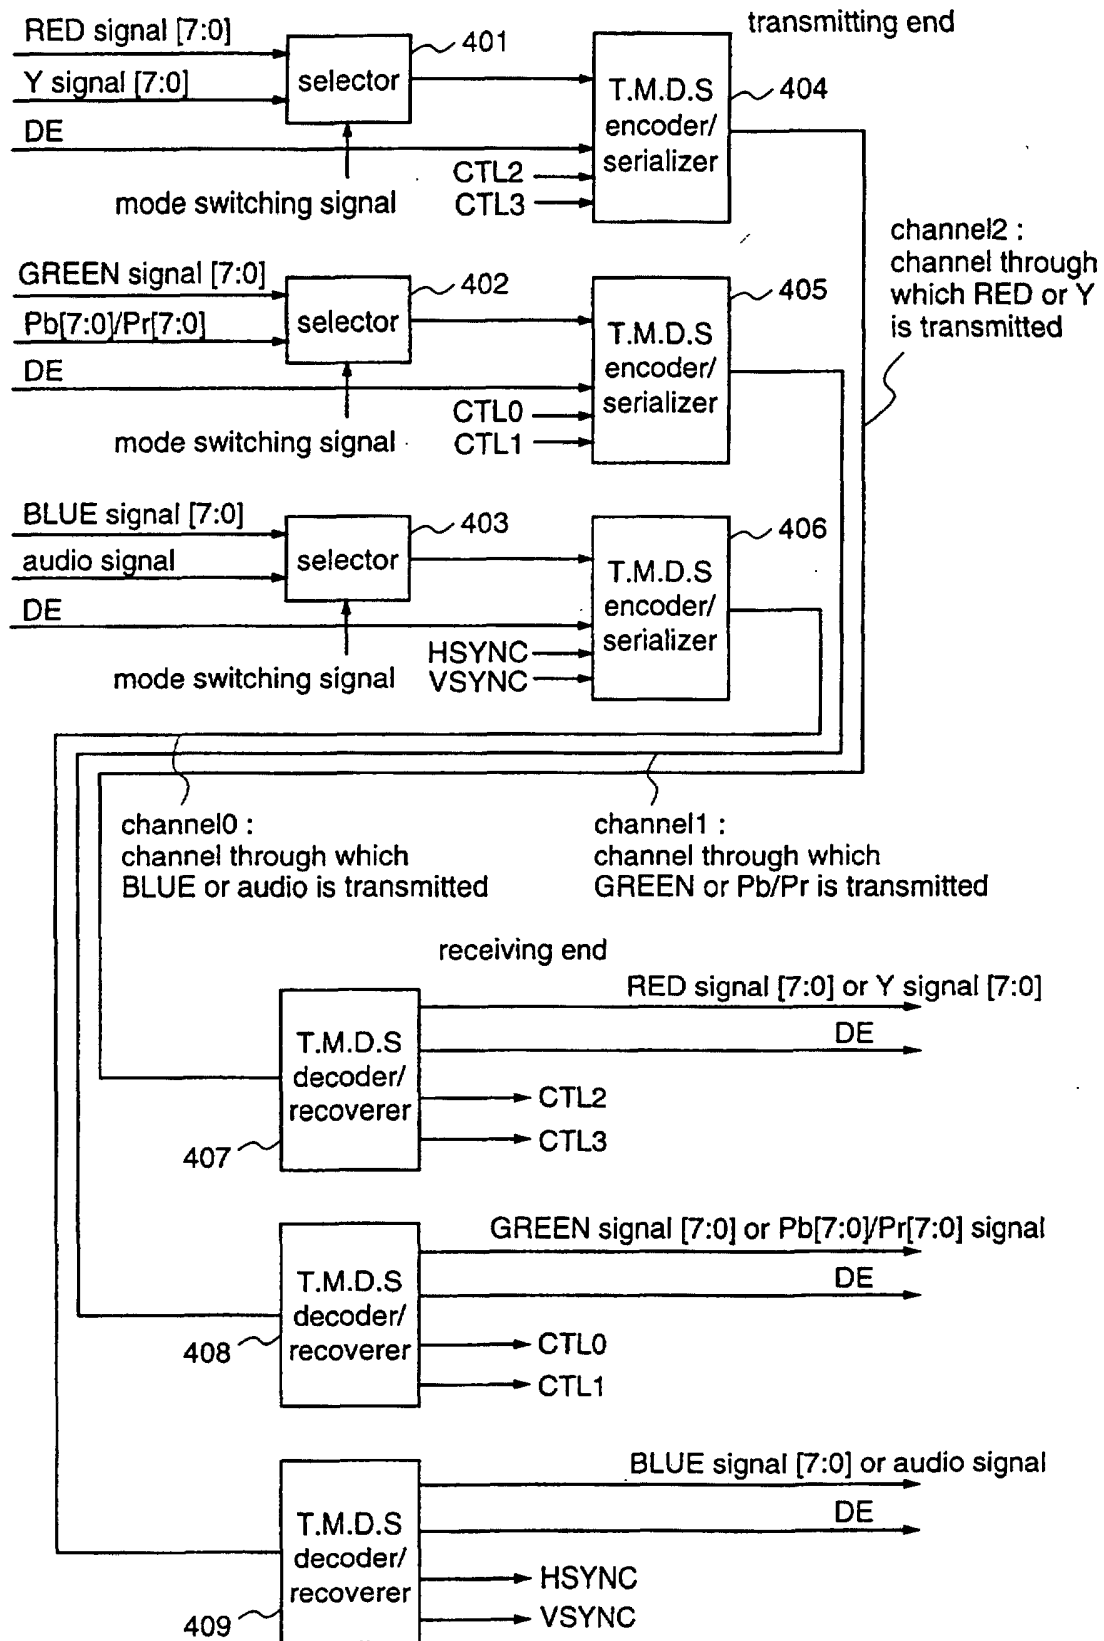 transmitting end
RED signal [7:0]
401
Y signal [7:0]
selector
T.M.D.S
encoder/
serializer
404
DE
CTL2
CTL3
mode switching signal
channel2 :
channel through
which RED or Y
is transmitted
GREEN signal [7:0]
402
Pb[7:0]/Pr[7:0]
selector
405
T.M.D.S
encoder/
serializer
DE
CTL0
CTL1
mode switching signal
BLUE signal [7:0]
403
audio signal
selector
406
T.M.D.S
encoder/
serializer
DE
HSYNC
VSYNC
mode switching signal
channel0 :
channel through which
BLUE or audio is transmitted
channel1 :
channel through which
GREEN or Pb/Pr is transmitted
receiving end
RED signal [7:0] or Y signal [7:0]
T.M.D.S
decoder/
recoverer
DE
CTL2
CTL3
407
GREEN signal [7:0] or Pb[7:0]/Pr[7:0] signal
T.M.D.S
decoder/
recoverer
DE
CTL0
CTL1
408
BLUE signal [7:0] or audio signal
T.M.D.S
decoder/
recoverer
DE
HSYNC
VSYNC
409